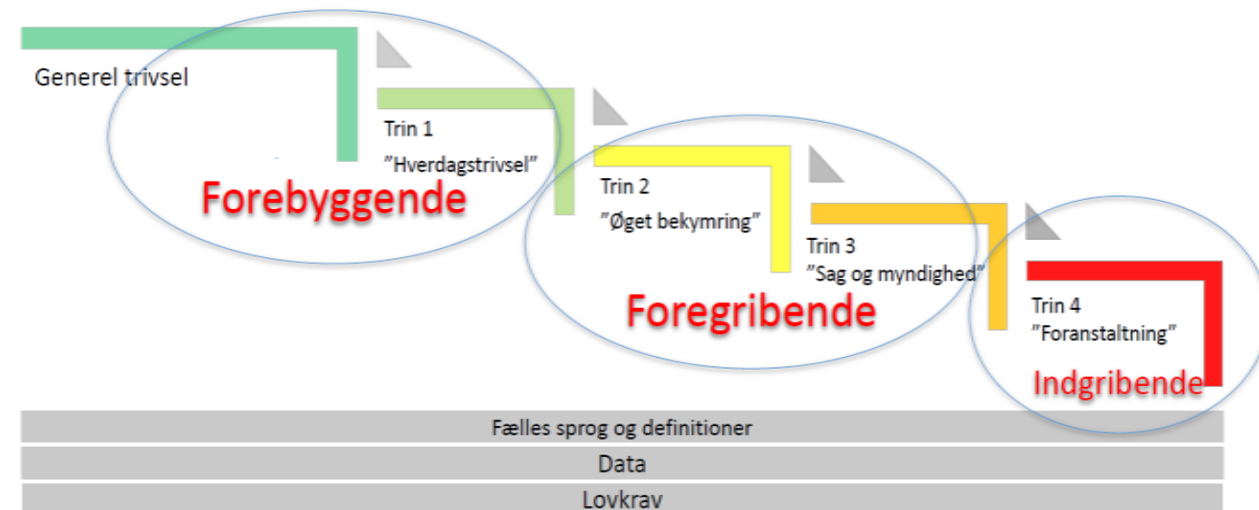 Generel trivsel
Trin 1
"Hverdagstrivsel"
Forebyggende
Trin 2
"Øget bekymring"
Trin 3
"Sag og myndighed"
Foregribende
Trin 4
"Foranstaltning"
Indgribende
Fælles sprog og definitioner
Data
Lovkrav